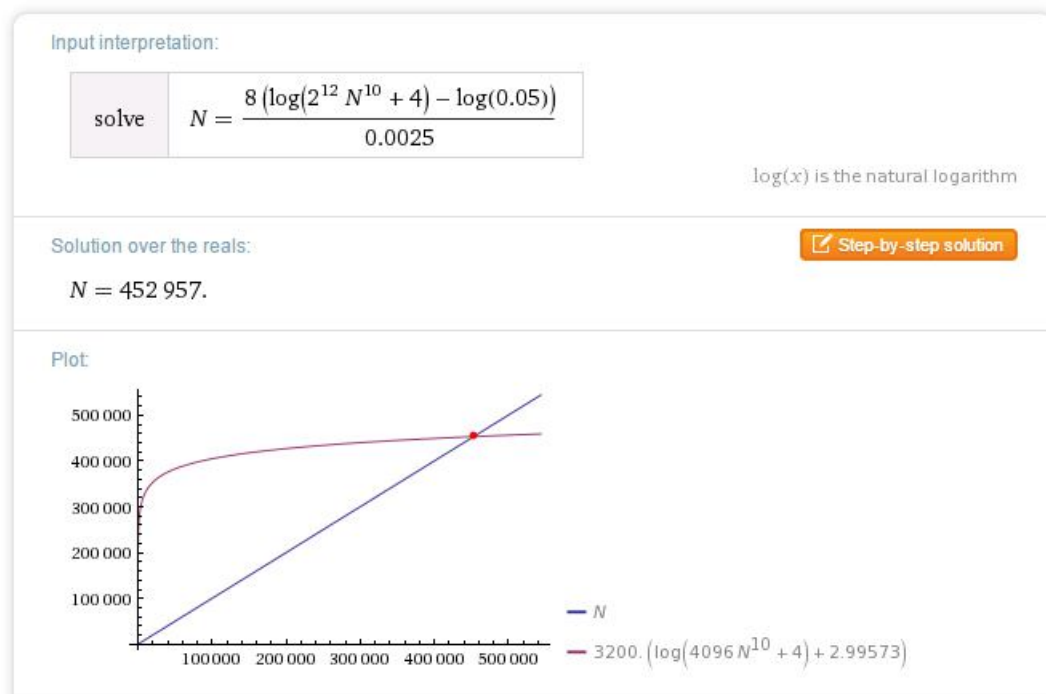 Input interpretation:
solve N = 8 (log(2^12 N^10 + 4) − log(0.05)) / 0.0025
log(x) is the natural logarithm
Solution over the reals:
Step-by-step solution
N = 452 957.
Plot:
500 000
400 000
300 000
200 000
100 000
100 000 200 000 300 000 400 000 500 000
N
3200. (log(4096 N^10 + 4) + 2.99573)